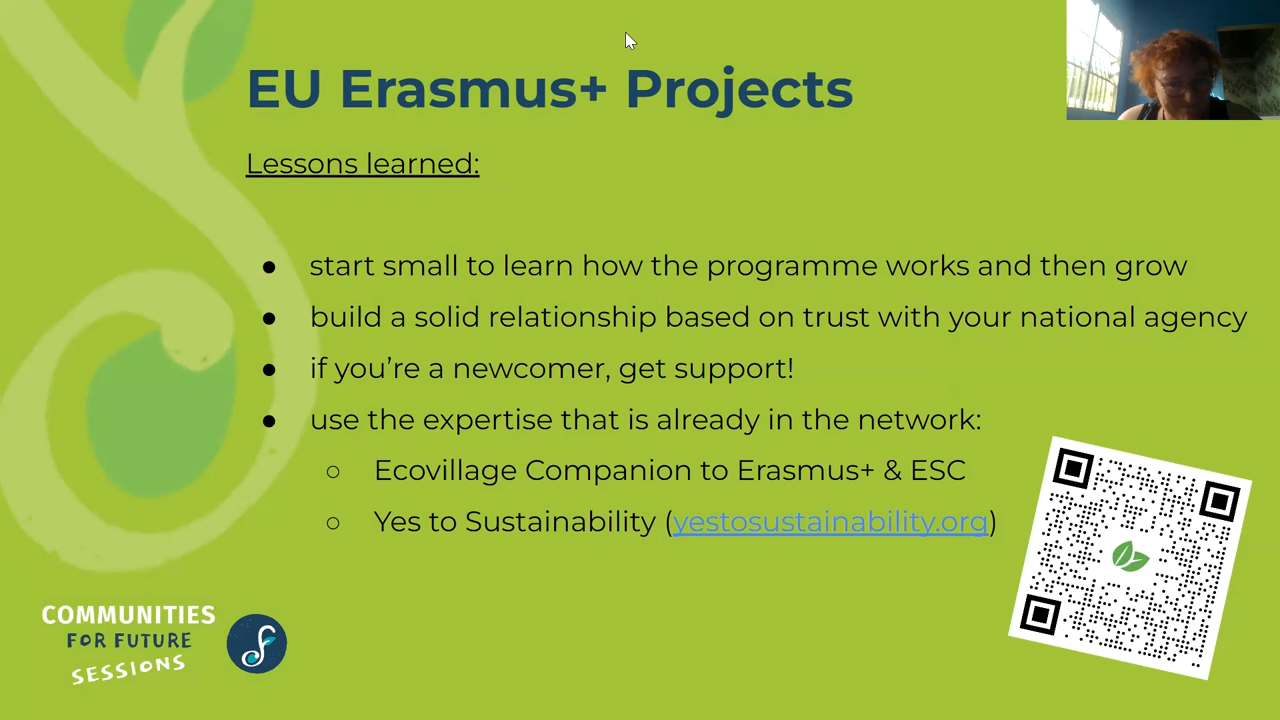 EU Erasmus+ Projects
Lessons learned:
● start small to learn how the programme works and then grow
● build a solid relationship based on trust with your national agency
● if you’re a newcomer, get support!
● use the expertise that is already in the network:
○ Ecovillage Companion to Erasmus+ & ESC
○ Yes to Sustainability (yestosustainability.org)
COMMUNITIES
FOR FUTURE
SESSIONS